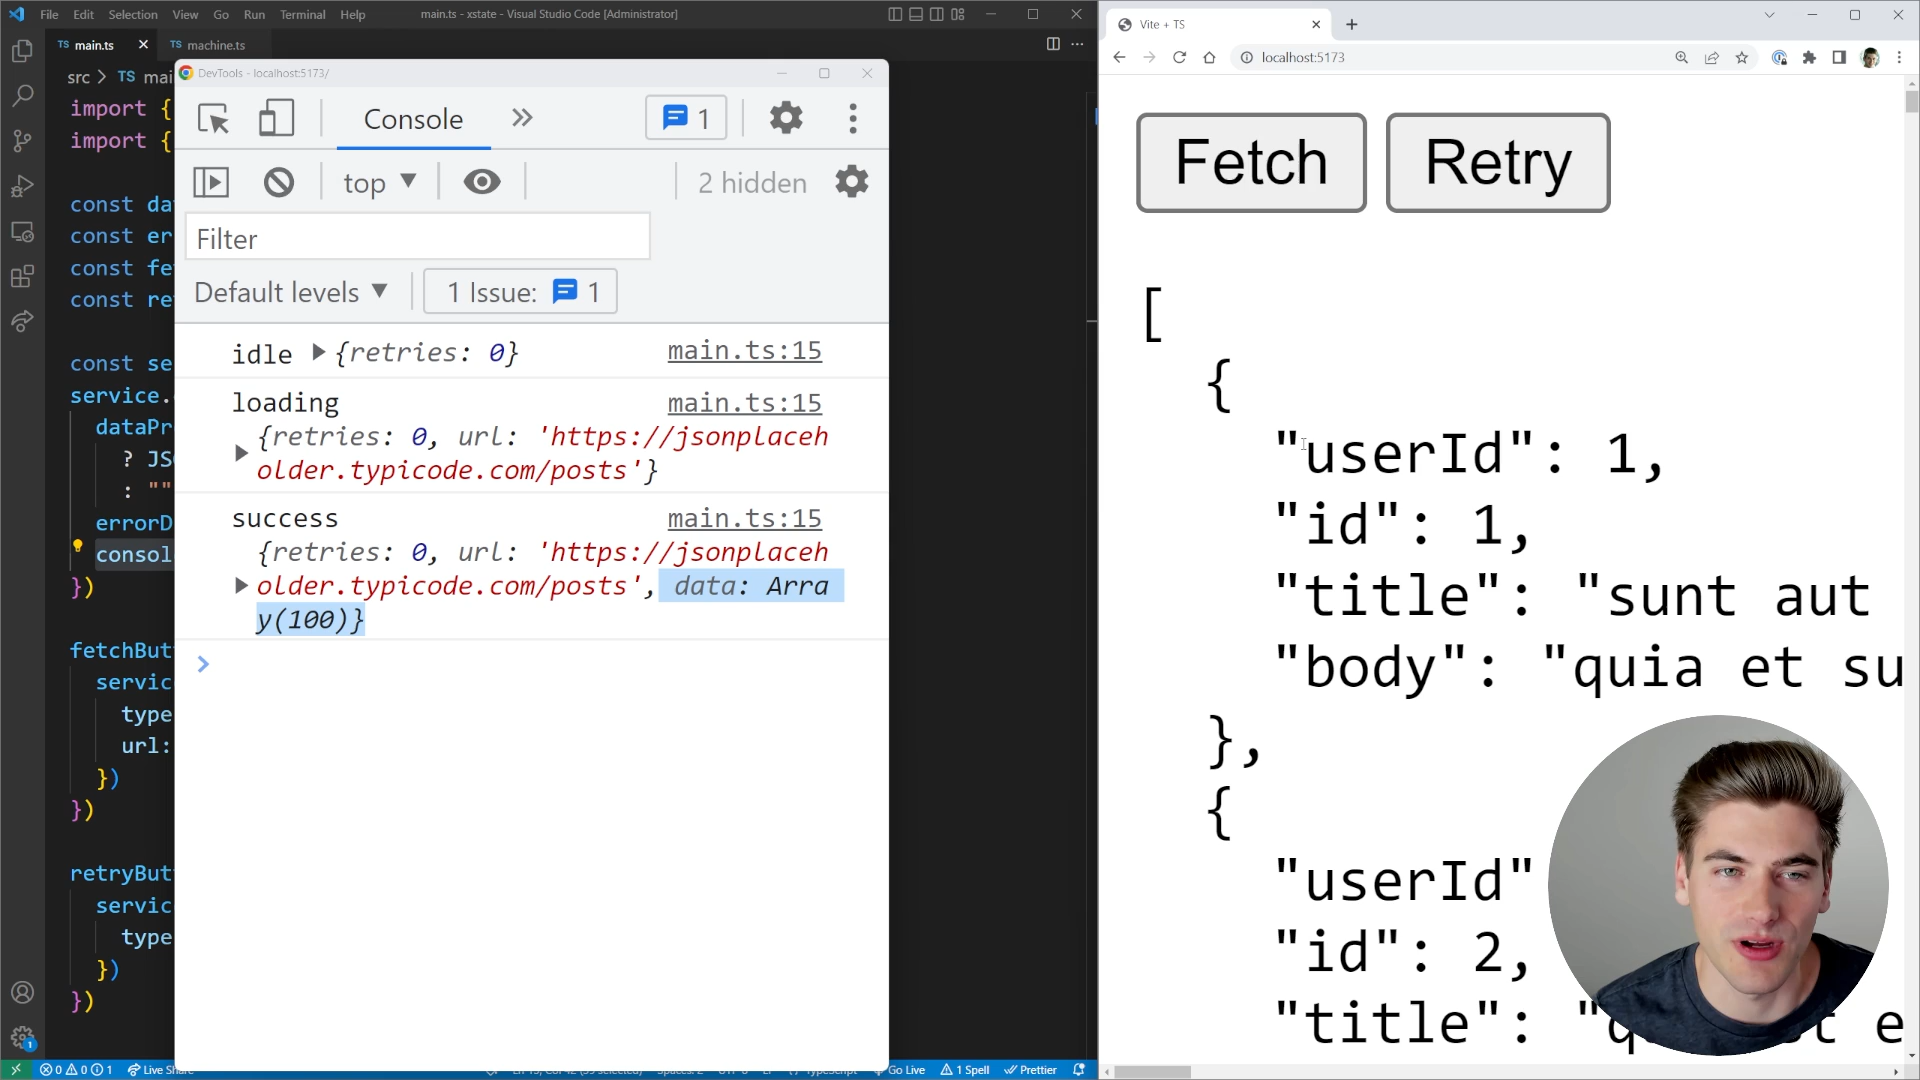 File Edit Selection View Go Run Terminal Help
main.ts - xstate - Visual Studio Code [Administrator]
TS main.ts
TS machine.ts
src > TS mai
import {
import {
const da
const er
const fe
const re
const se
service.
dataPr
? JS
: ""
errorD
consol
})
fetchBut
servic
type
url:
})
})
retryBut
servic
type
})
})
DevTools - localhost:5173/
Console
1
top
2 hidden
Filter
Default levels
1 Issue: 1
idle {retries: 0} main.ts:15
loading main.ts:15
{retries: 0, url: 'https://jsonplaceh
older.typicode.com/posts'}
success main.ts:15
{retries: 0, url: 'https://jsonplaceh
older.typicode.com/posts', data: Arra
y(100)}
Vite + TS
localhost:5173
Fetch Retry
[
{
"userId": 1,
"id": 1,
"title": "sunt aut
"body": "quia et su
},
{
"userId"
"id": 2,
"title":
0 0 1 Live Share
Go Live 1 Spell Prettier